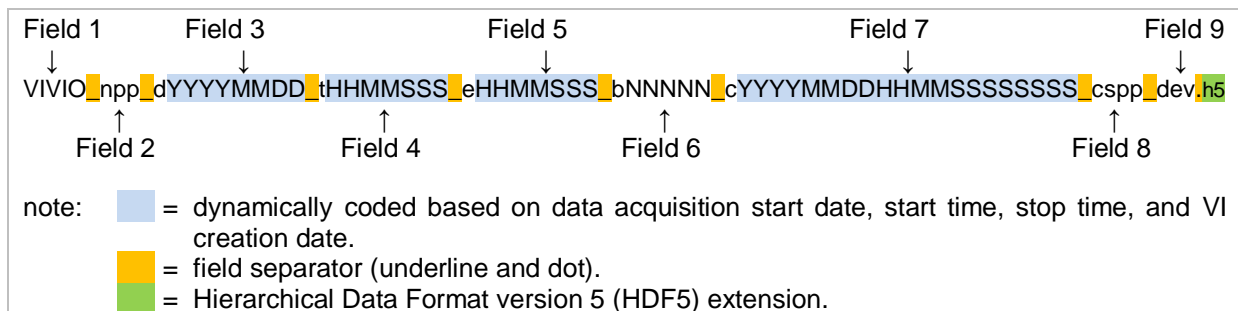 Field 1 Field 3 Field 5 Field 7 Field 9
VIVIO_npp_dYYYYMMDD_tHHMMSSS_eHHMMSSS_bNNNNN_cYYYYMMDDHHMMSSSSSSSS_cspp_dev.h5
Field 2 Field 4 Field 6 Field 8
note: = dynamically coded based on data acquisition start date, start time, stop time, and VI
creation date.
= field separator (underline and dot).
= Hierarchical Data Format version 5 (HDF5) extension.